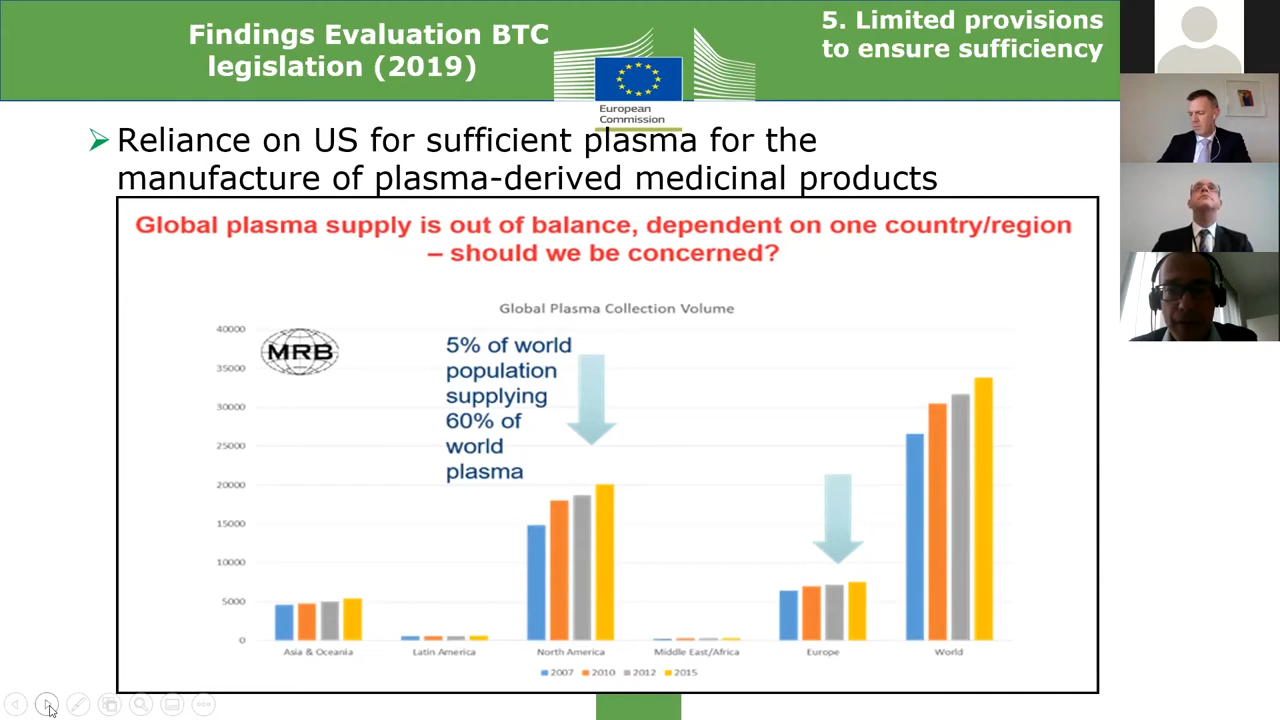 Findings Evaluation BTC
legislation (2019)
5. Limited provisions
to ensure sufficiency
European
Commission
Reliance on US for sufficient plasma for the
manufacture of plasma-derived medicinal products
Global plasma supply is out of balance, dependent on one country/region
– should we be concerned?
Global Plasma Collection Volume
MRB
5% of world
population
supplying
60% of
world
plasma
40000
35000
30000
25000
20000
15000
10000
5000
0
Asia & Oceania
Latin America
North America
Middle East/Africa
Europe
World
2007
2010
2012
2015